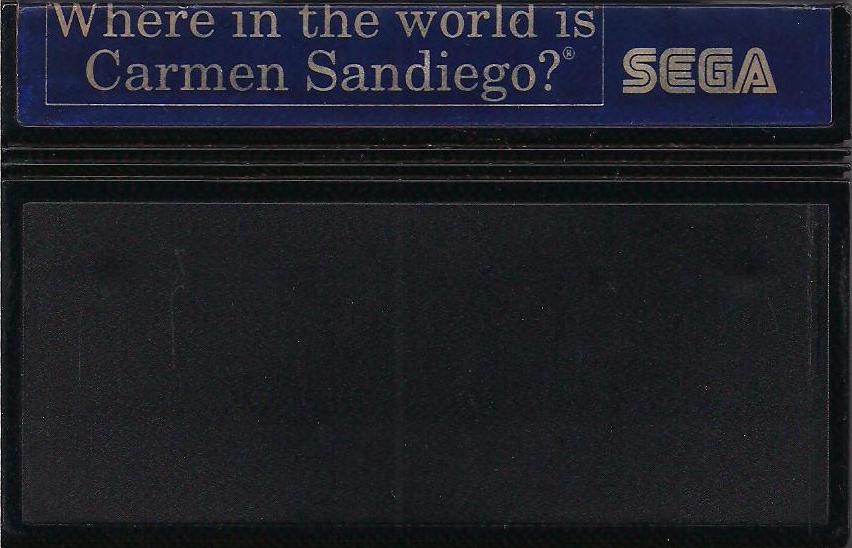 Where in the world is
Carmen Sandiego?®
SEGA